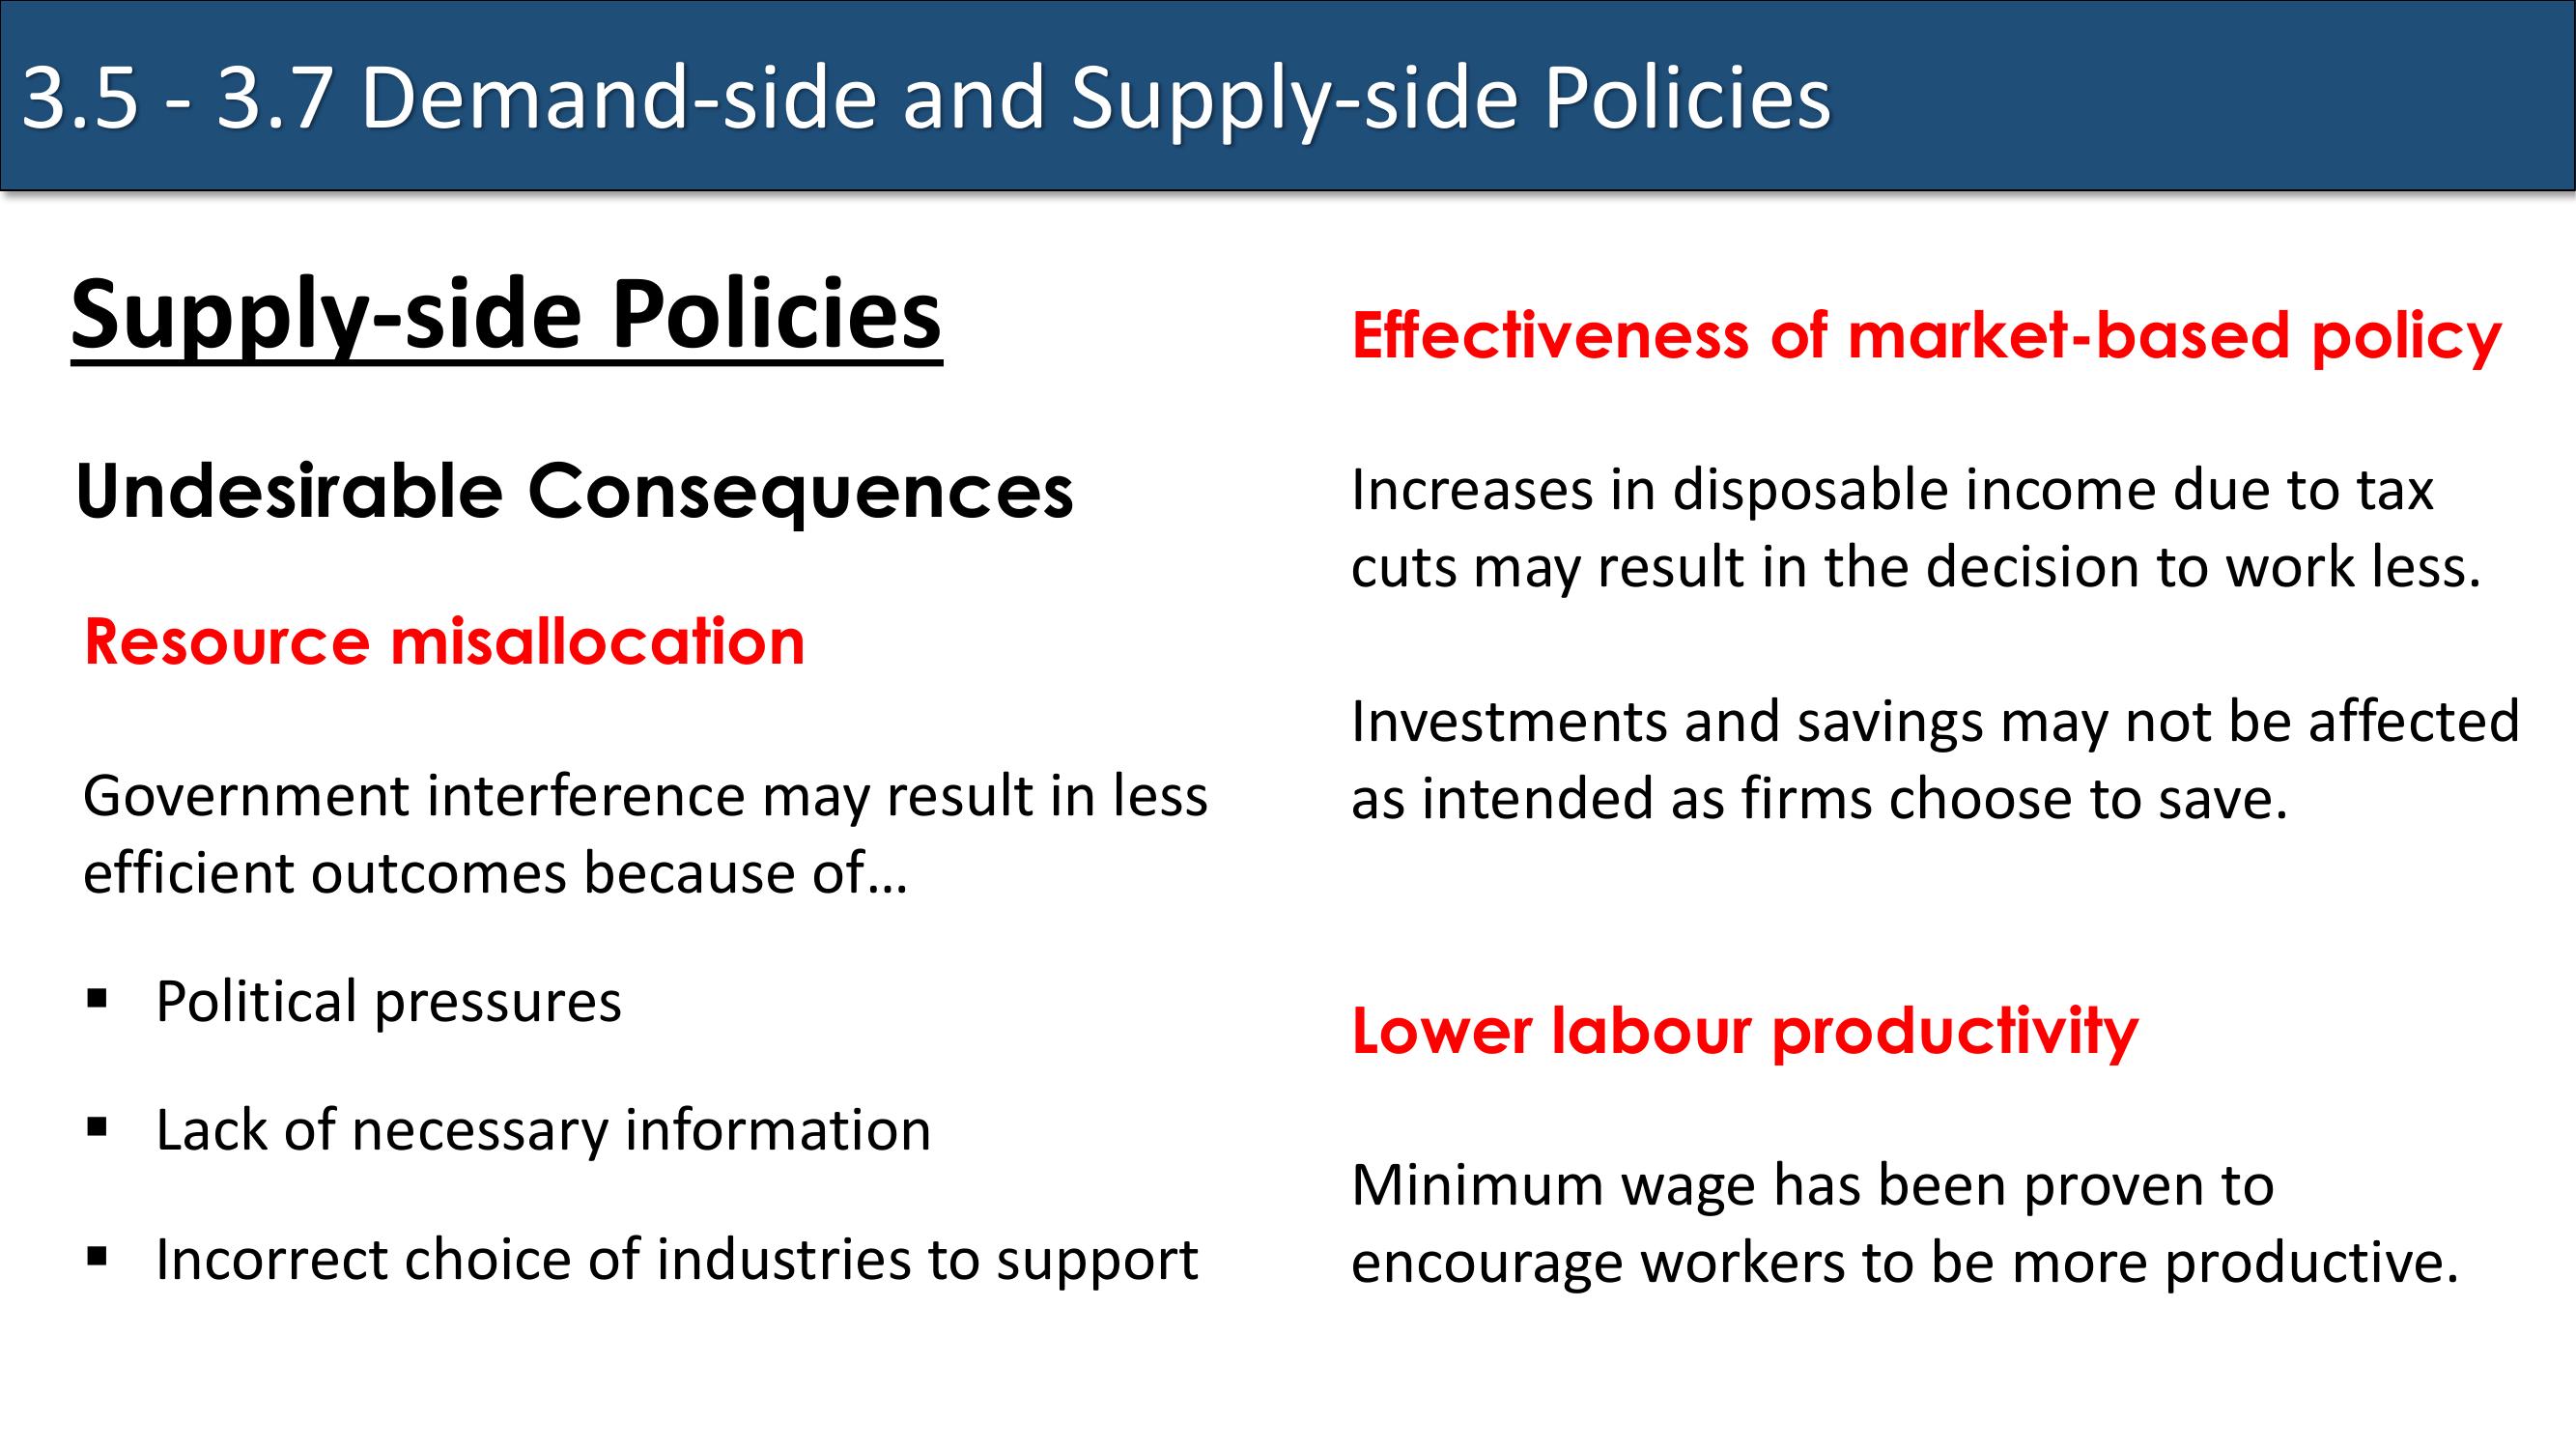 3.5 - 3.7 Demand-side and Supply-side Policies
Supply-side Policies
Undesirable Consequences
Resource misallocation
Government interference may result in less
efficient outcomes because of...
▪ Political pressures
▪ Lack of necessary information
▪ Incorrect choice of industries to support
Effectiveness of market-based policy
Increases in disposable income due to tax
cuts may result in the decision to work less.
Investments and savings may not be affected
as intended as firms choose to save.
Lower labour productivity
Minimum wage has been proven to
encourage workers to be more productive.